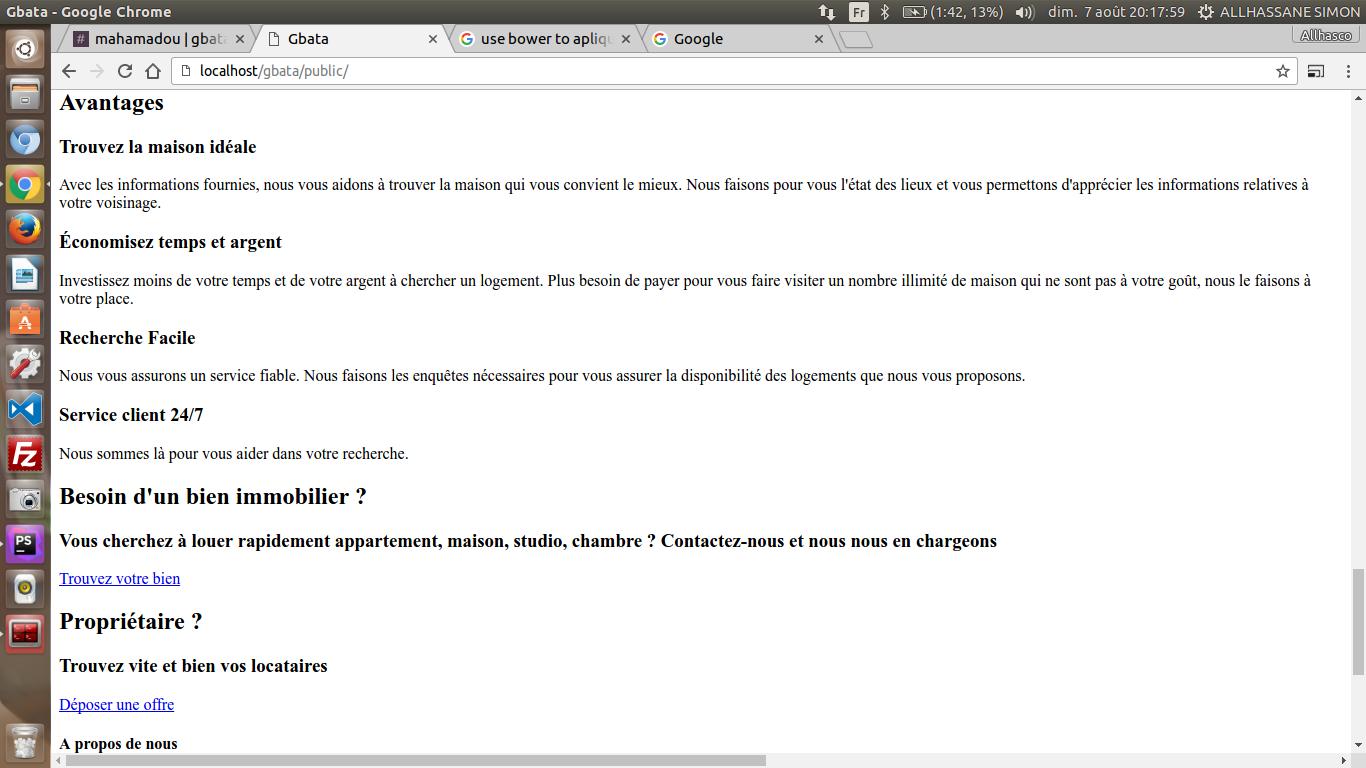 Gbata - Google Chrome
Fr
(1:42, 13%)
dim. 7 août 20:17:59
ALLHASSANE SIMON
# mahamadou | gbata
Gbata
use bower to apliqu
Google
Allhasco
localhost/gbata/public/
Avantages
Trouvez la maison idéale
Avec les informations fournies, nous vous aidons à trouver la maison qui vous convient le mieux. Nous faisons pour vous l'état des lieux et vous permettons d'apprécier les informations relatives à
votre voisinage.
Économisez temps et argent
Investissez moins de votre temps et de votre argent à chercher un logement. Plus besoin de payer pour vous faire visiter un nombre illimité de maison qui ne sont pas à votre goût, nous le faisons à
votre place.
Recherche Facile
Nous vous assurons un service fiable. Nous faisons les enquêtes nécessaires pour vous assurer la disponibilité des logements que nous vous proposons.
Service client 24/7
Nous sommes là pour vous aider dans votre recherche.
Besoin d'un bien immobilier ?
Vous cherchez à louer rapidement appartement, maison, studio, chambre ? Contactez-nous et nous nous en chargeons
Trouvez votre bien
Propriétaire ?
Trouvez vite et bien vos locataires
Déposer une offre
A propos de nous
Fz
PS